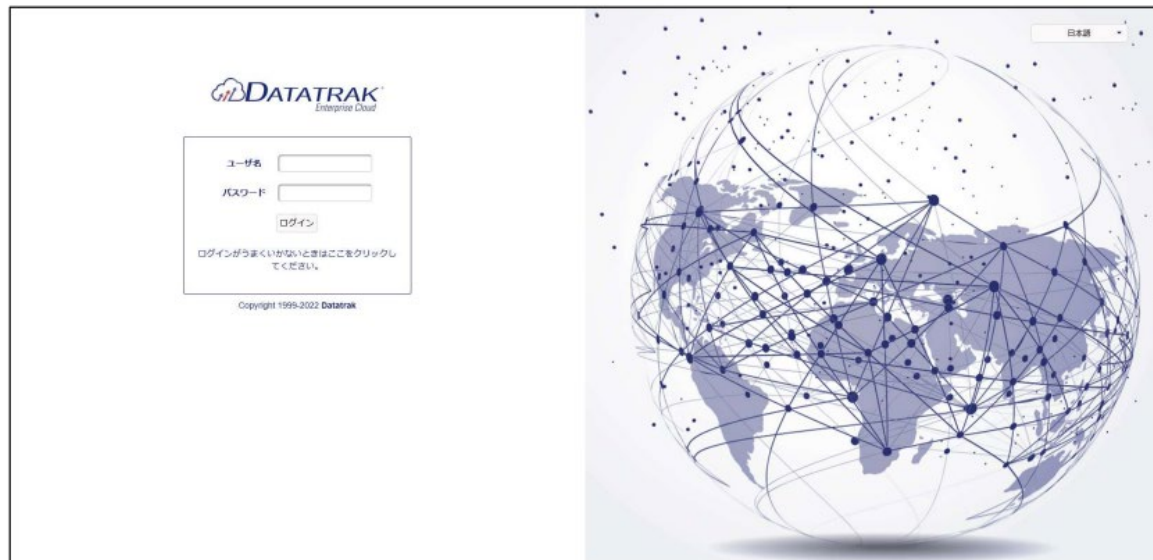 日本語
DATATRAK
Enterprise Cloud
ユーザ名
パスワード
ログイン
ログインがうまくいかないときはここをクリックし
てください。
Copyright 1999-2022 Datatrak